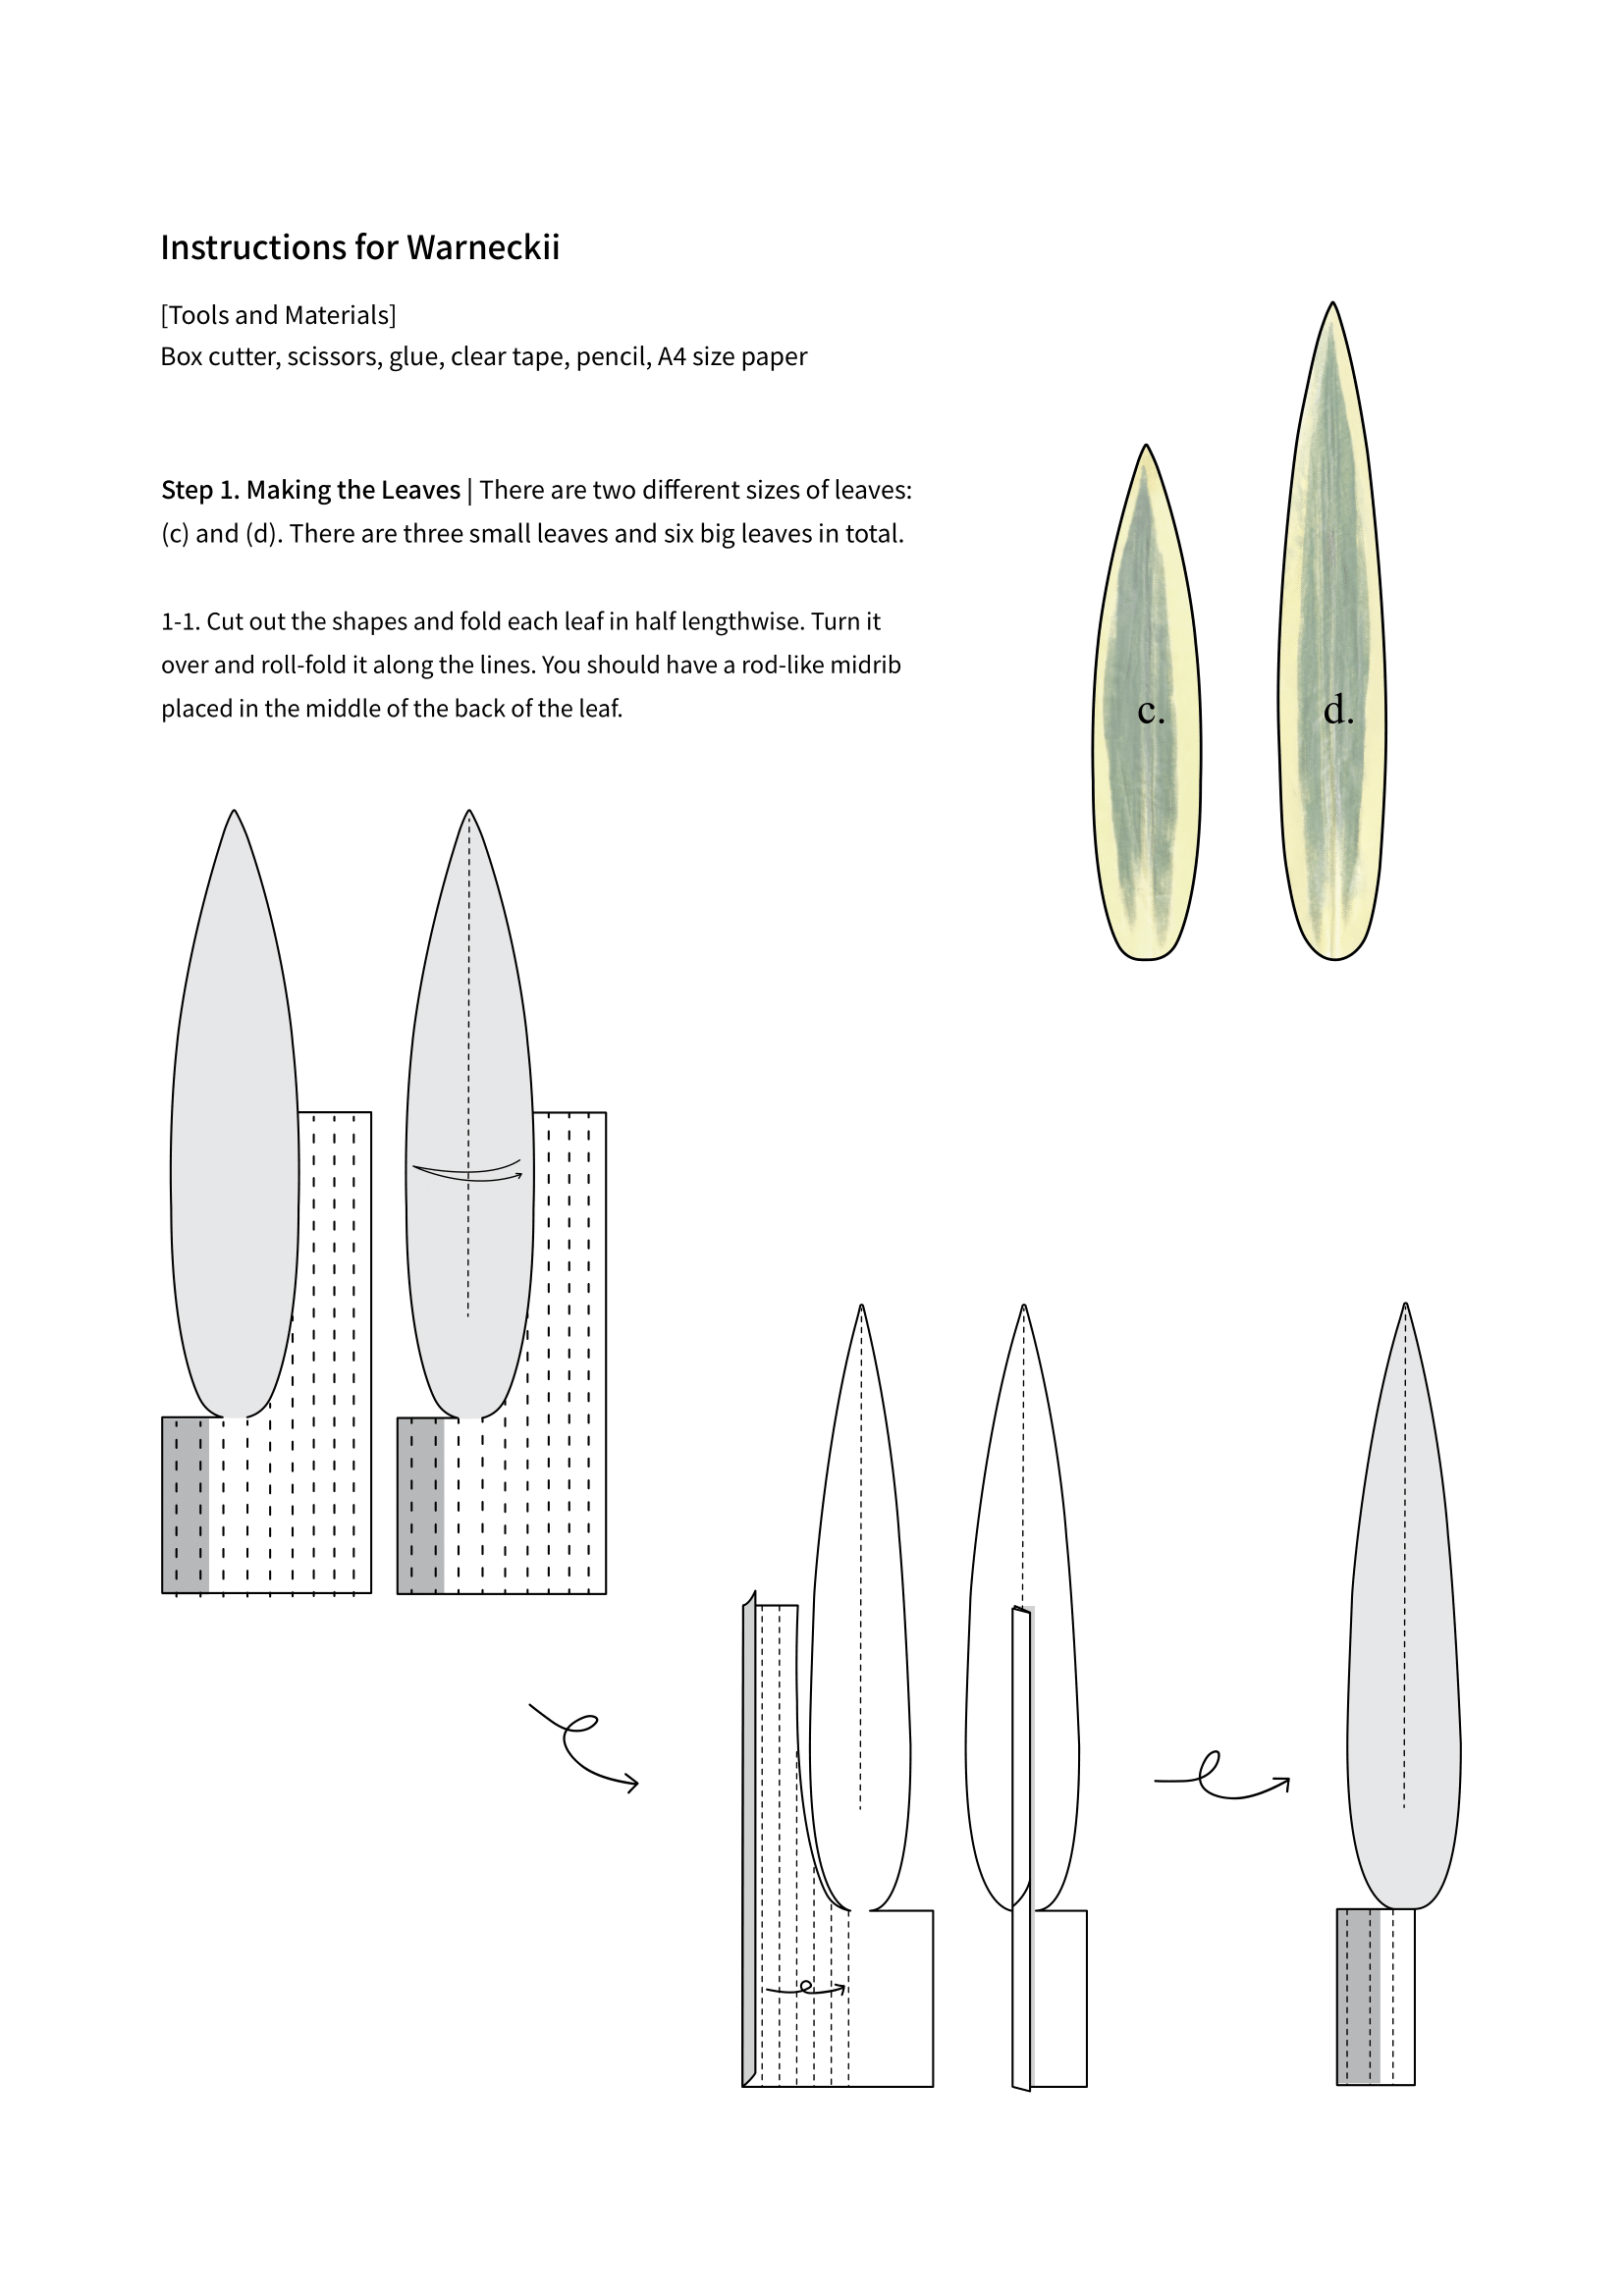 Instructions for Warneckii
[Tools and Materials]
Box cutter, scissors, glue, clear tape, pencil, A4 size paper
Step 1. Making the Leaves | There are two different sizes of leaves:
(c) and (d). There are three small leaves and six big leaves in total.
1-1. Cut out the shapes and fold each leaf in half lengthwise. Turn it
over and roll-fold it along the lines. You should have a rod-like midrib
placed in the middle of the back of the leaf.
c.
d.